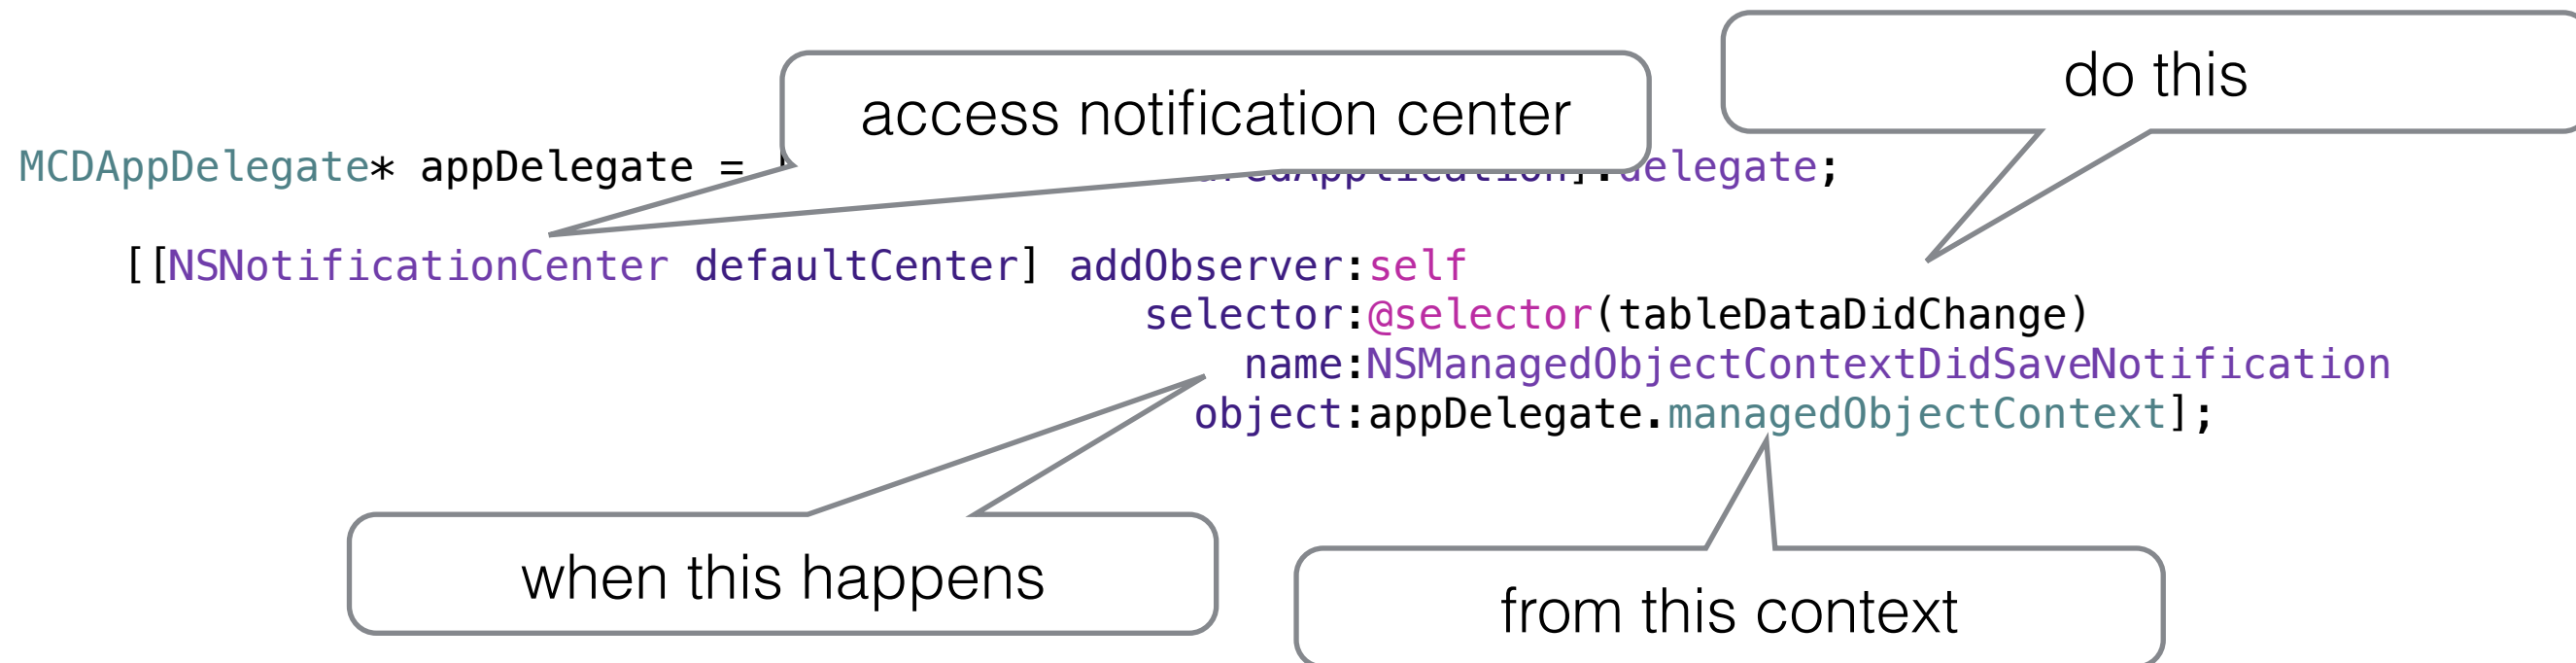 do this
access notification center
MCDAppDelegate* appDelegate = [ redApplication].delegate;
[[NSNotificationCenter defaultCenter] addObserver:self
selector:@selector(tableDataDidChange)
name:NSManagedObjectContextDidSaveNotification
object:appDelegate.managedObjectContext];
when this happens
from this context